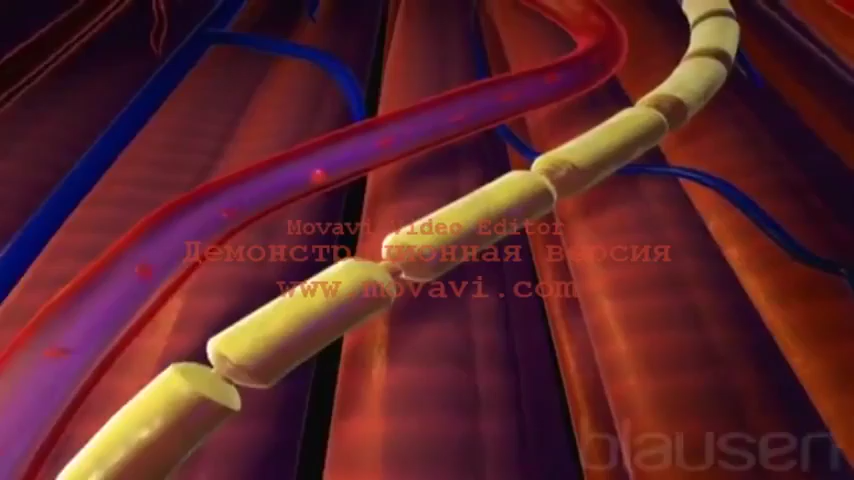 Movavi Video Editor
Демонстрационная версия
www.movavi.com
blausen